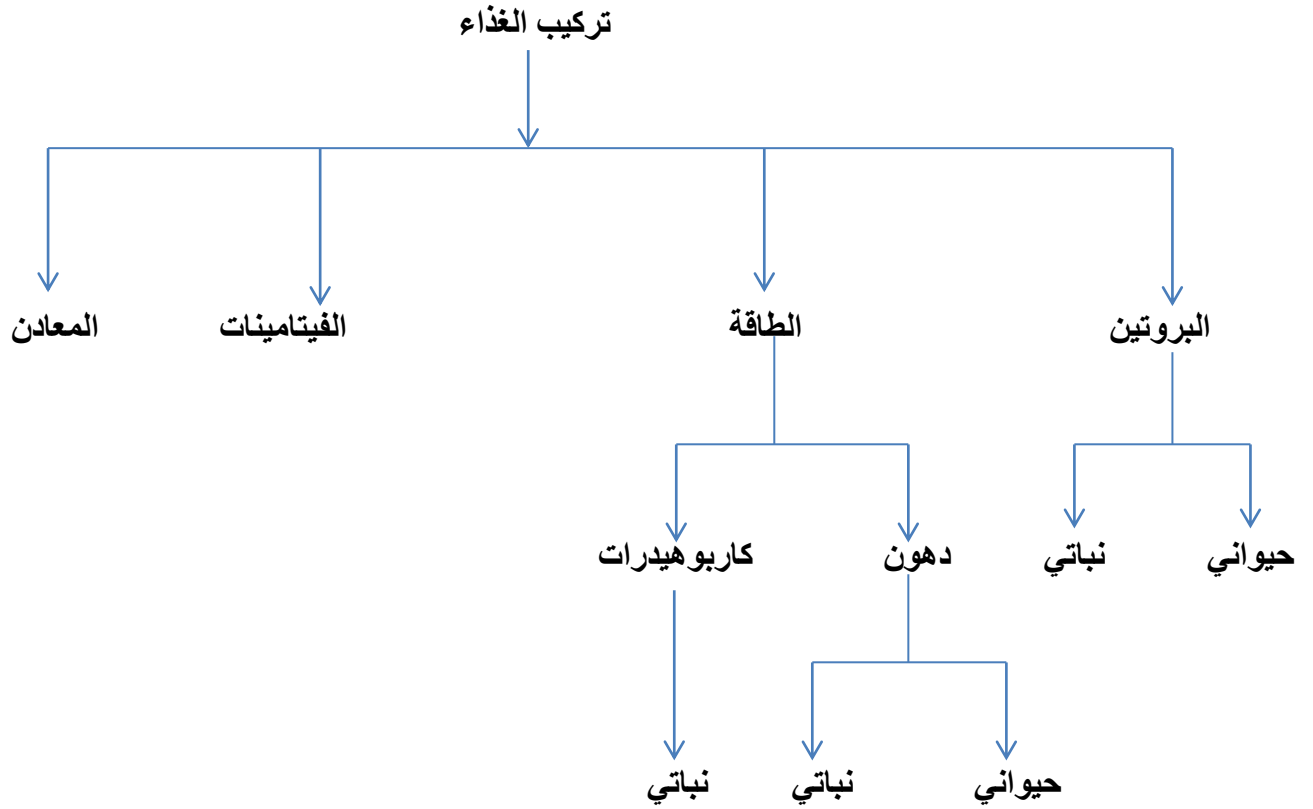 تركيب الغذاء
البروتين
الطاقة
الفيتامينات
المعادن
حيواني
نباتي
دهون
كاربوهيدرات
حيواني
نباتي
نباتي